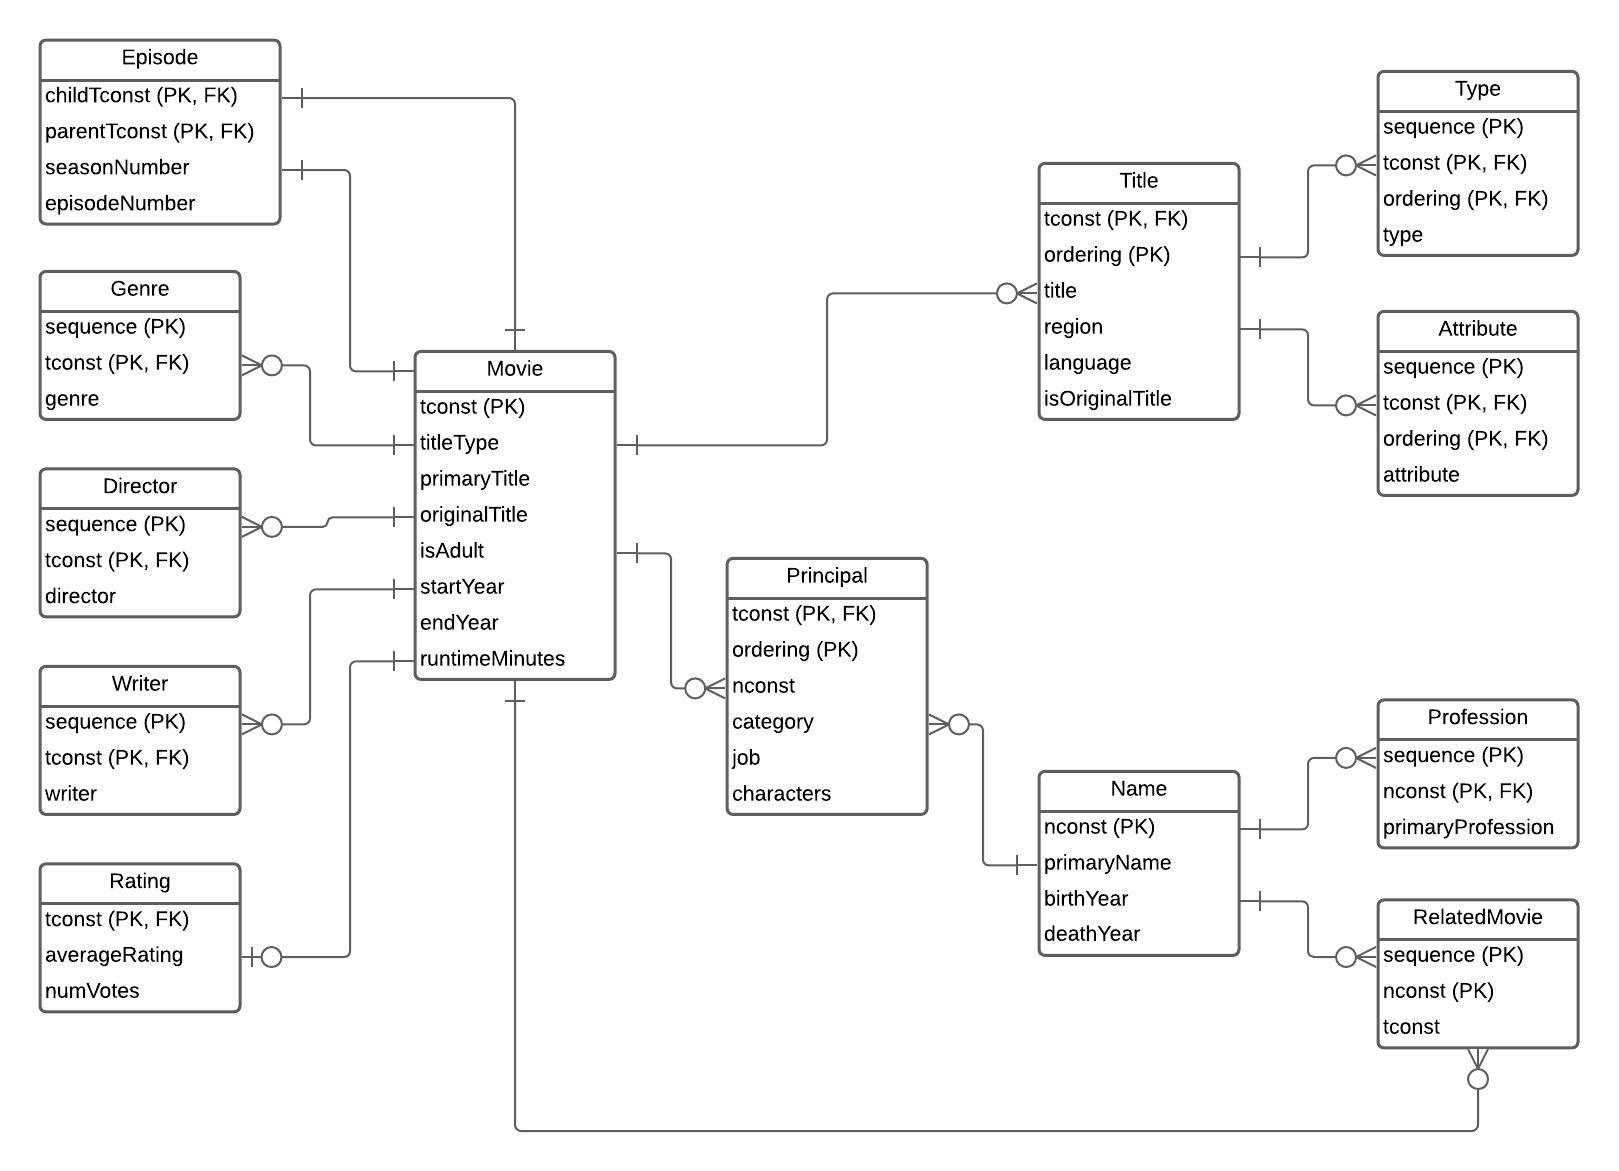 Episode
childTconst (PK, FK)
parentTconst (PK, FK)
seasonNumber
episodeNumber
Genre
sequence (PK)
tconst (PK, FK)
genre
Director
sequence (PK)
tconst (PK, FK)
director
Writer
sequence (PK)
tconst (PK, FK)
writer
Rating
tconst (PK, FK)
averageRating
numVotes
Movie
tconst (PK)
titleType
primaryTitle
originalTitle
isAdult
startYear
endYear
runtimeMinutes
Principal
tconst (PK, FK)
ordering (PK)
nconst
category
job
characters
Title
tconst (PK, FK)
ordering (PK)
title
region
language
isOriginalTitle
Name
nconst (PK)
primaryName
birthYear
deathYear
Type
sequence (PK)
tconst (PK, FK)
ordering (PK, FK)
type
Attribute
sequence (PK)
tconst (PK, FK)
ordering (PK, FK)
attribute
Profession
sequence (PK)
nconst (PK, FK)
primaryProfession
RelatedMovie
sequence (PK)
nconst (PK)
tconst